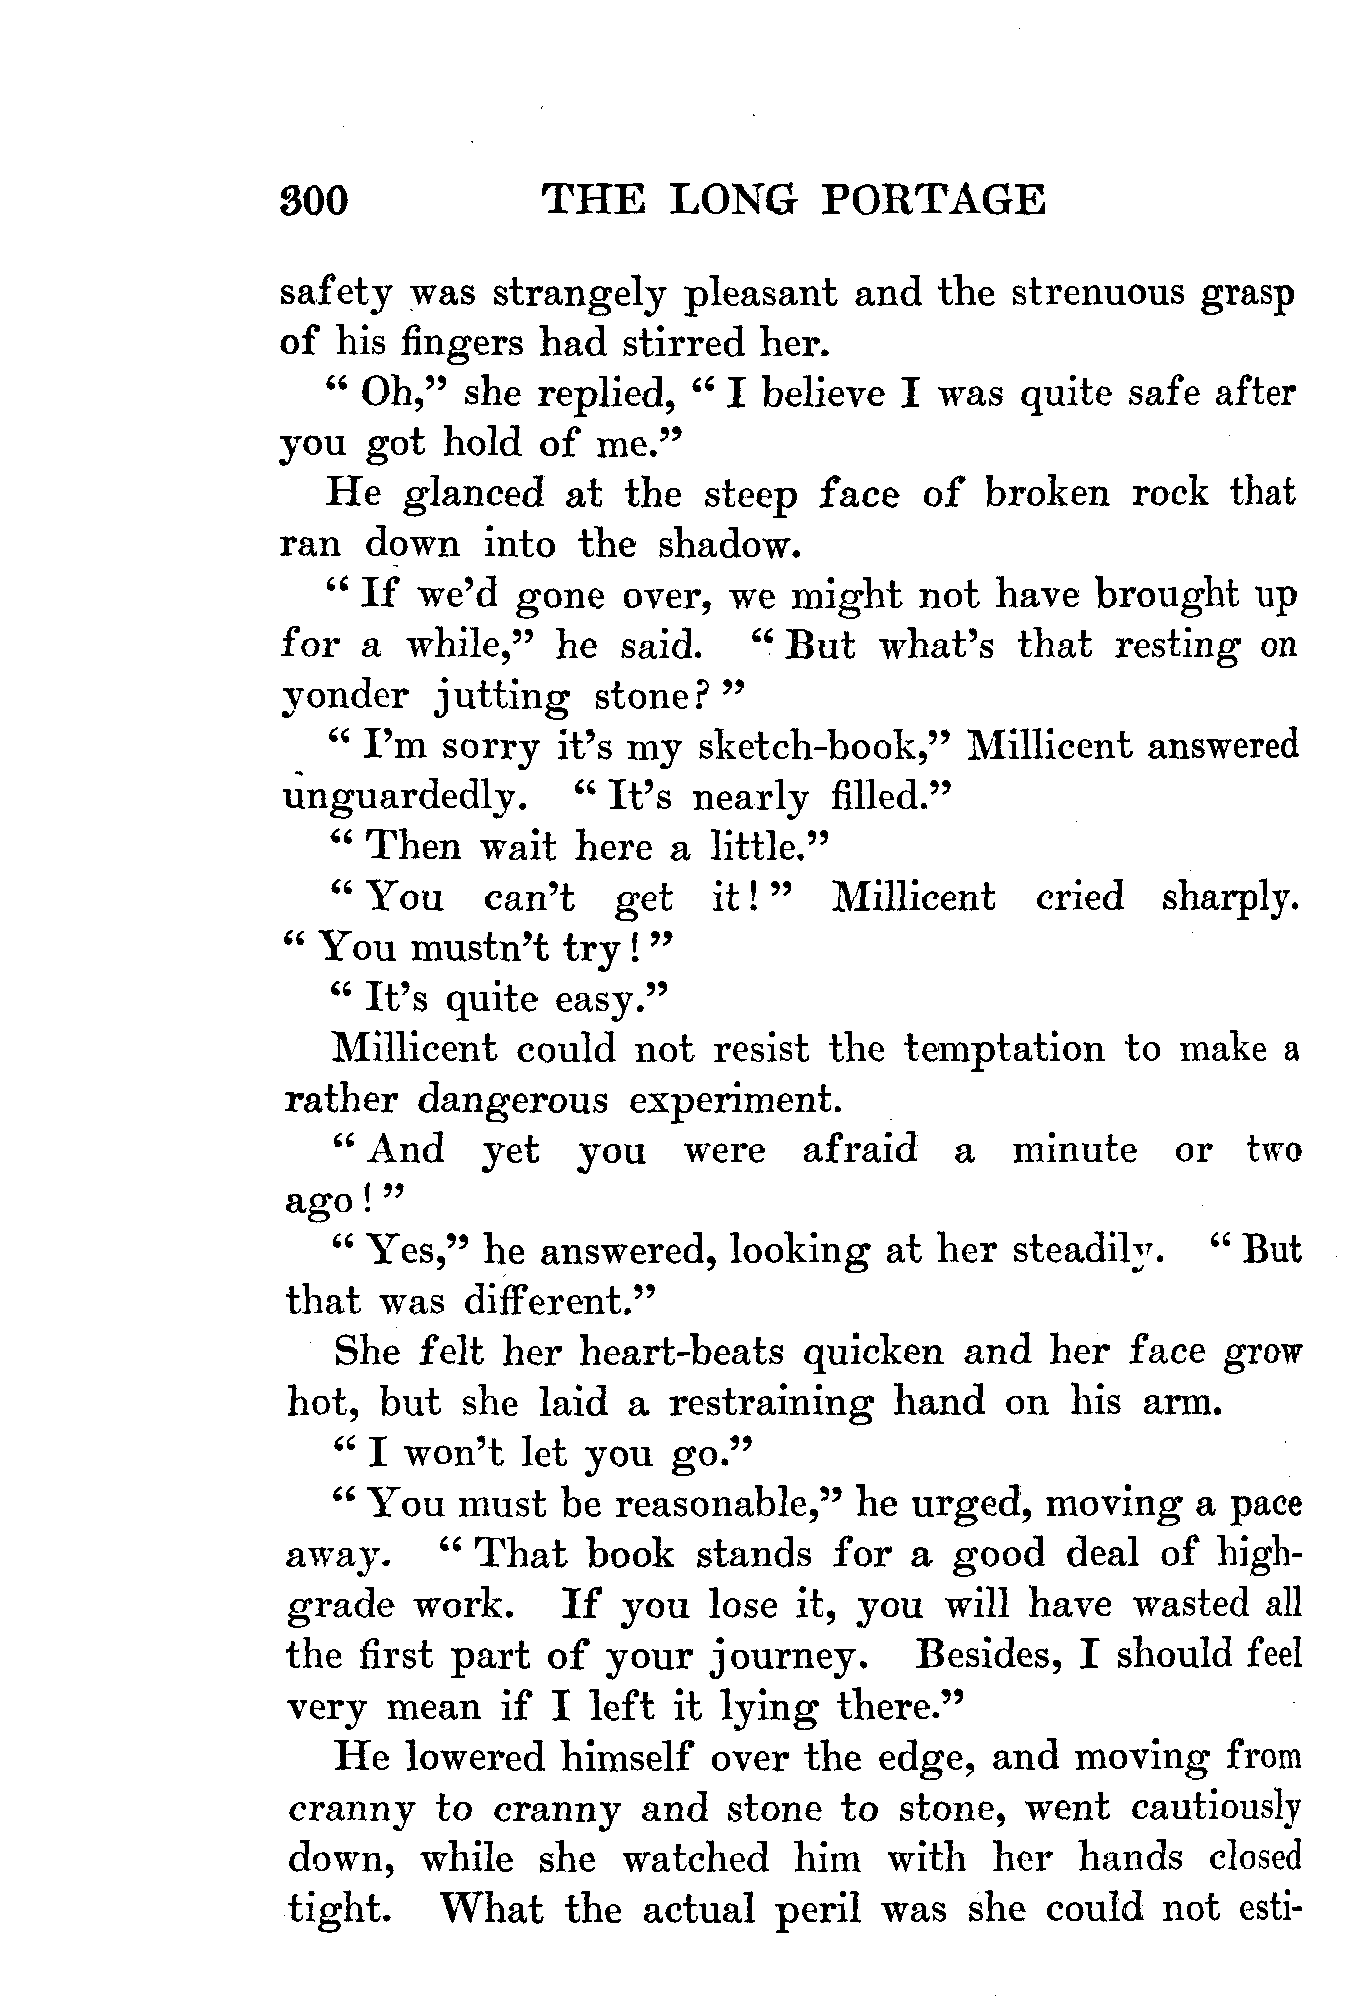 300 THE LONG PORTAGE
safety was strangely pleasant and the strenuous grasp
of his fingers had stirred her.
“ Oh,” she replied, “ I believe I was quite safe after
you got hold of me.”
He glanced at the steep face of broken rock that
ran down into the shadow.
“ If we’d gone over, we might not have brought up
for a while,” he said. “ But what’s that resting on
yonder jutting stone? ”
“ I’m sorry it’s my sketch-book,” Millicent answered
unguardedly. “ It’s nearly filled.”
“ Then wait here a little.”
“ You can’t get it! ” Millicent cried sharply.
“ You mustn’t try! ”
“ It’s quite easy.”
Millicent could not resist the temptation to make a
rather dangerous experiment.
“ And yet you were afraid a minute or two
ago! ”
“ Yes,” he answered, looking at her steadily. “ But
that was different.”
She felt her heart-beats quicken and her face grow
hot, but she laid a restraining hand on his arm.
“ I won’t let you go.”
“ You must be reasonable,” he urged, moving a pace
away. “ That book stands for a good deal of high-
grade work. If you lose it, you will have wasted all
the first part of your journey. Besides, I should feel
very mean if I left it lying there.”
He lowered himself over the edge, and moving from
cranny to cranny and stone to stone, went cautiously
down, while she watched him with her hands closed
tight. What the actual peril was she could not esti-